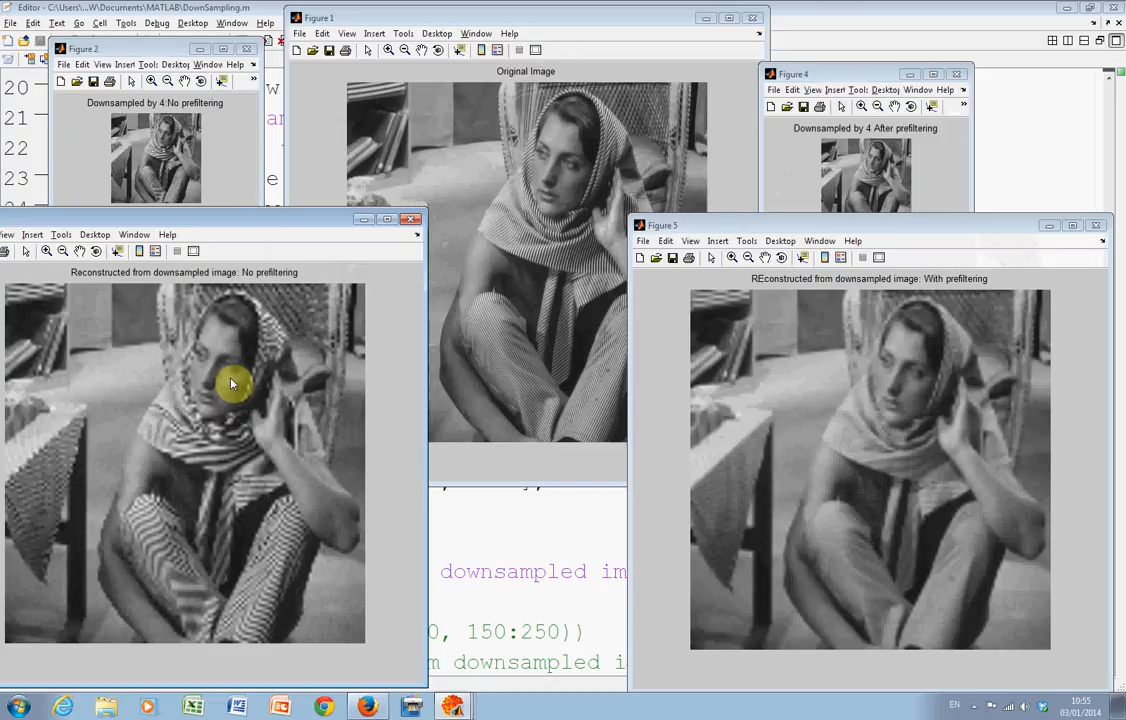 Editor - C:\Users\...W\Documents\MATLAB\DownSampling.m
File Edit Text Go Cell Tools Debug Desktop Window Help
Figure 2
File Edit View Insert Tools Desktop Window Help
Downsampled by 4:No prefiltering
Figure 1
File Edit View Insert Tools Desktop Window Help
Original Image
Figure 4
File Edit View Insert Tools Desktop Window Help
Downsampled by 4 After prefiltering
20
21
22
23
View Insert Tools Desktop Window Help
Reconstructed from downsampled image: No prefiltering
Figure 5
File Edit View Insert Tools Desktop Window Help
REconstructed from downsampled image: With prefiltering
downsampled im
0, 150:250))
m downsampled i
EN
10:55
03/01/2014